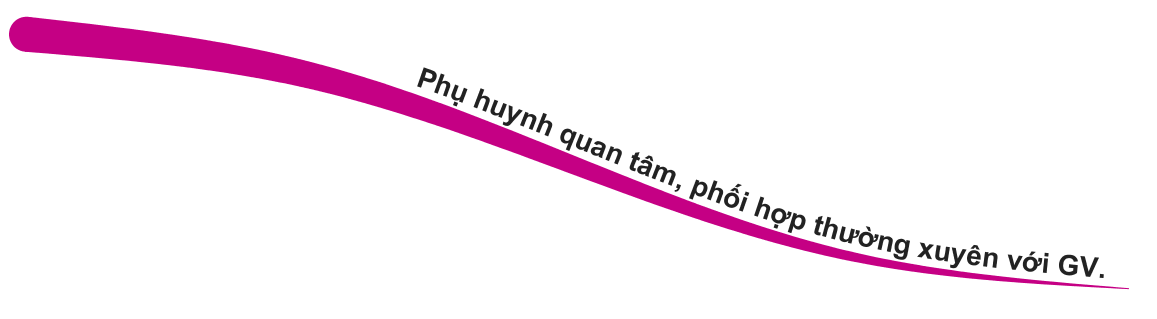 Phụ huynh quan tâm, phối hợp thường xuyên với GV.